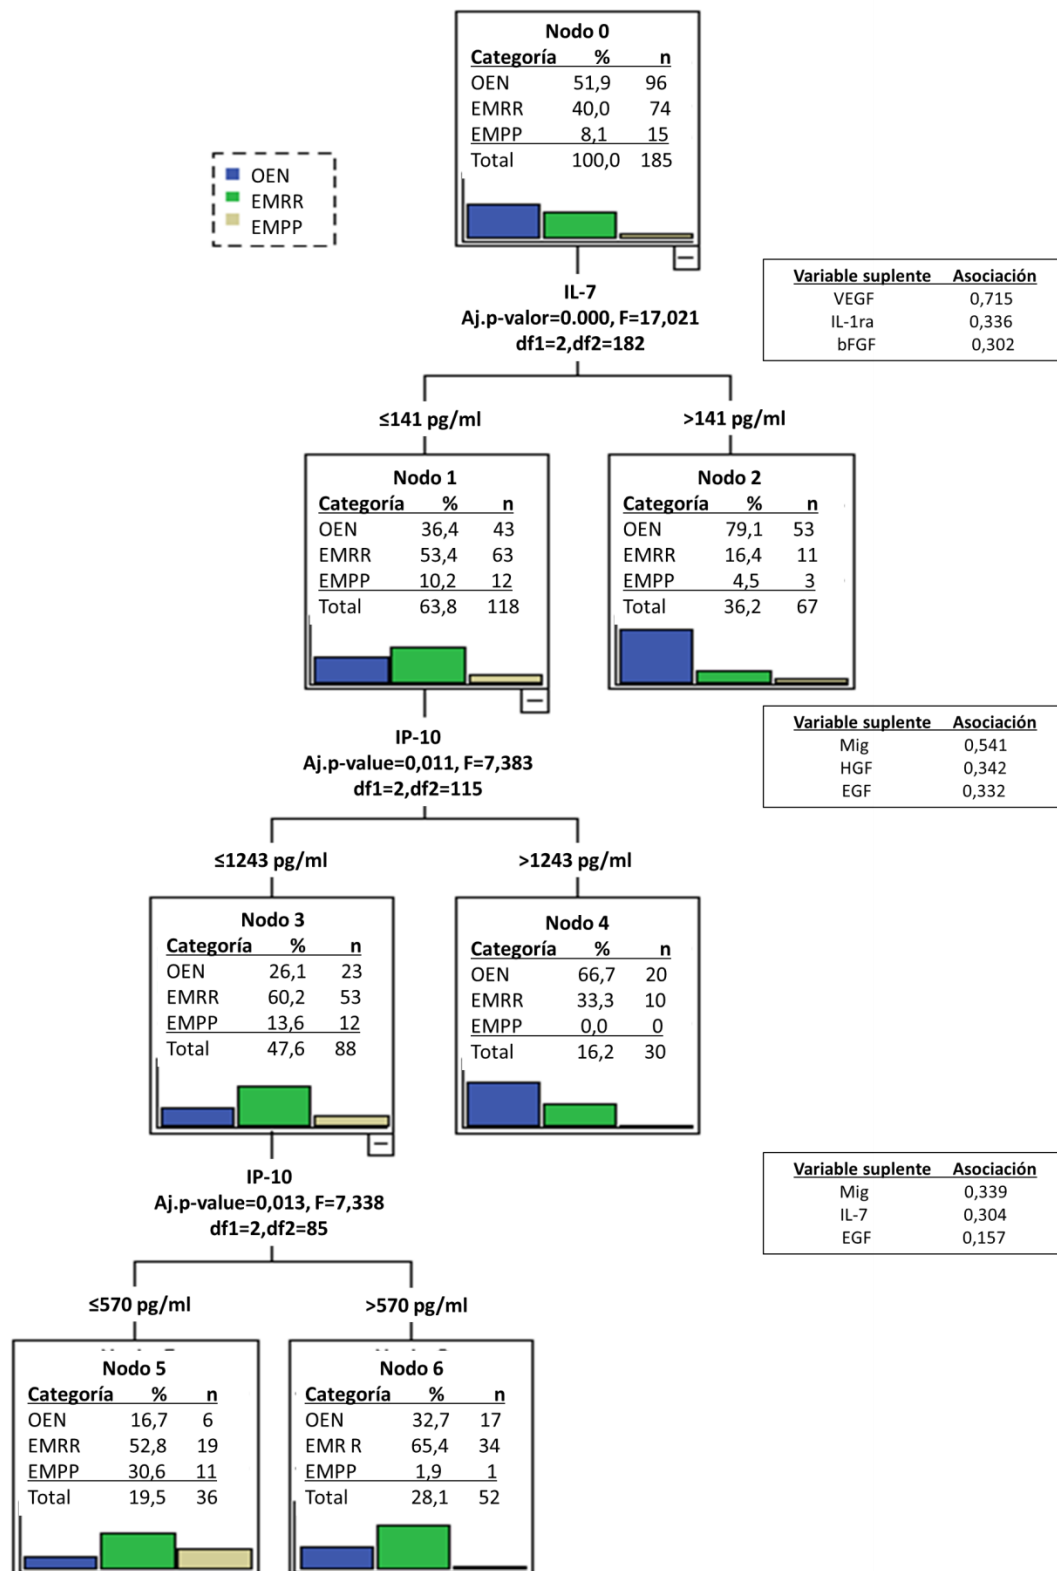 Nodo 0
Categoría % n
OEN 51,9 96
EMRR 40,0 74
EMPP 8,1 15
Total 100,0 185
OEN
EMRR
EMPP
IL-7
Aj.p-valor=0.000, F=17,021
df1=2,df2=182
Variable suplente Asociación
VEGF 0,715
IL-1ra 0,336
bFGF 0,302
≤141 pg/ml
>141 pg/ml
Nodo 1
Categoría % n
OEN 36,4 43
EMRR 53,4 63
EMPP 10,2 12
Total 63,8 118
Nodo 2
Categoría % n
OEN 79,1 53
EMRR 16,4 11
EMPP 4,5 3
Total 36,2 67
IP-10
Aj.p-value=0,011, F=7,383
df1=2,df2=115
Variable suplente Asociación
Mig 0,541
HGF 0,342
EGF 0,332
≤1243 pg/ml
>1243 pg/ml
Nodo 3
Categoría % n
OEN 26,1 23
EMRR 60,2 53
EMPP 13,6 12
Total 47,6 88
Nodo 4
Categoría % n
OEN 66,7 20
EMRR 33,3 10
EMPP 0,0 0
Total 16,2 30
IP-10
Aj.p-value=0,013, F=7,338
df1=2,df2=85
Variable suplente Asociación
Mig 0,339
IL-7 0,304
EGF 0,157
≤570 pg/ml
>570 pg/ml
Nodo 5
Categoría % n
OEN 16,7 6
EMRR 52,8 19
EMPP 30,6 11
Total 19,5 36
Nodo 6
Categoría % n
OEN 32,7 17
EMR R 65,4 34
EMPP 1,9 1
Total 28,1 52